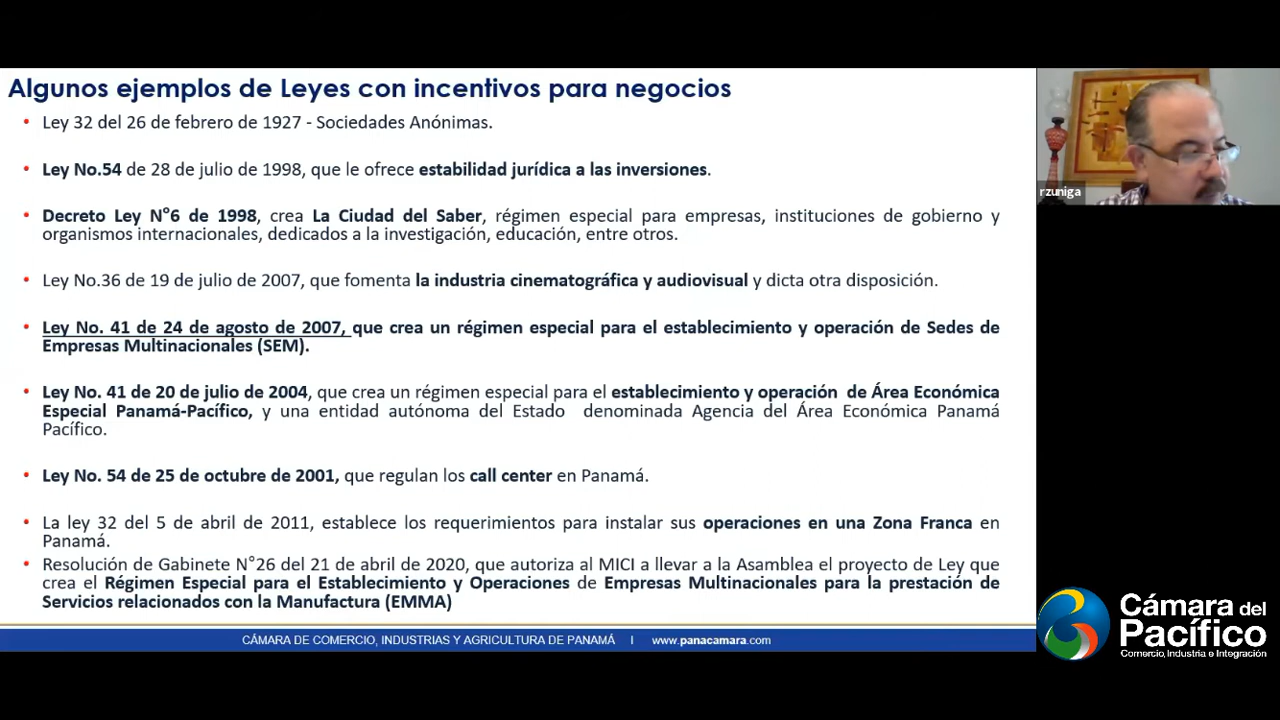 Algunos ejemplos de Leyes con incentivos para negocios
• Ley 32 del 26 de febrero de 1927 - Sociedades Anónimas.
• Ley No.54 de 28 de julio de 1998, que le ofrece estabilidad jurídica a las inversiones.
• Decreto Ley N°6 de 1998, crea La Ciudad del Saber, régimen especial para empresas, instituciones de gobierno y
organismos internacionales, dedicados a la investigación, educación, entre otros.
• Ley No.36 de 19 de julio de 2007, que fomenta la industria cinematográfica y audiovisual y dicta otra disposición.
• Ley No. 41 de 24 de agosto de 2007, que crea un régimen especial para el establecimiento y operación de Sedes de
Empresas Multinacionales (SEM).
• Ley No. 41 de 20 de julio de 2004, que crea un régimen especial para el establecimiento y operación de Área Económica
Especial Panamá-Pacífico, y una entidad autónoma del Estado denominada Agencia del Área Económica Panamá
Pacífico.
• Ley No. 54 de 25 de octubre de 2001, que regulan los call center en Panamá.
• La ley 32 del 5 de abril de 2011, establece los requerimientos para instalar sus operaciones en una Zona Franca en
Panamá.
• Resolución de Gabinete N°26 del 21 de abril de 2020, que autoriza al MICI a llevar a la Asamblea el proyecto de Ley que
crea el Régimen Especial para el Establecimiento y Operaciones de Empresas Multinacionales para la prestación de
Servicios relacionados con la Manufactura (EMMA)
CÁMARA DE COMERCIO, INDUSTRIAS Y AGRICULTURA DE PANAMÁ | www.panacamara.com
rzuniga
Cámara del
Pacífico
Comercio, Industria e Integración